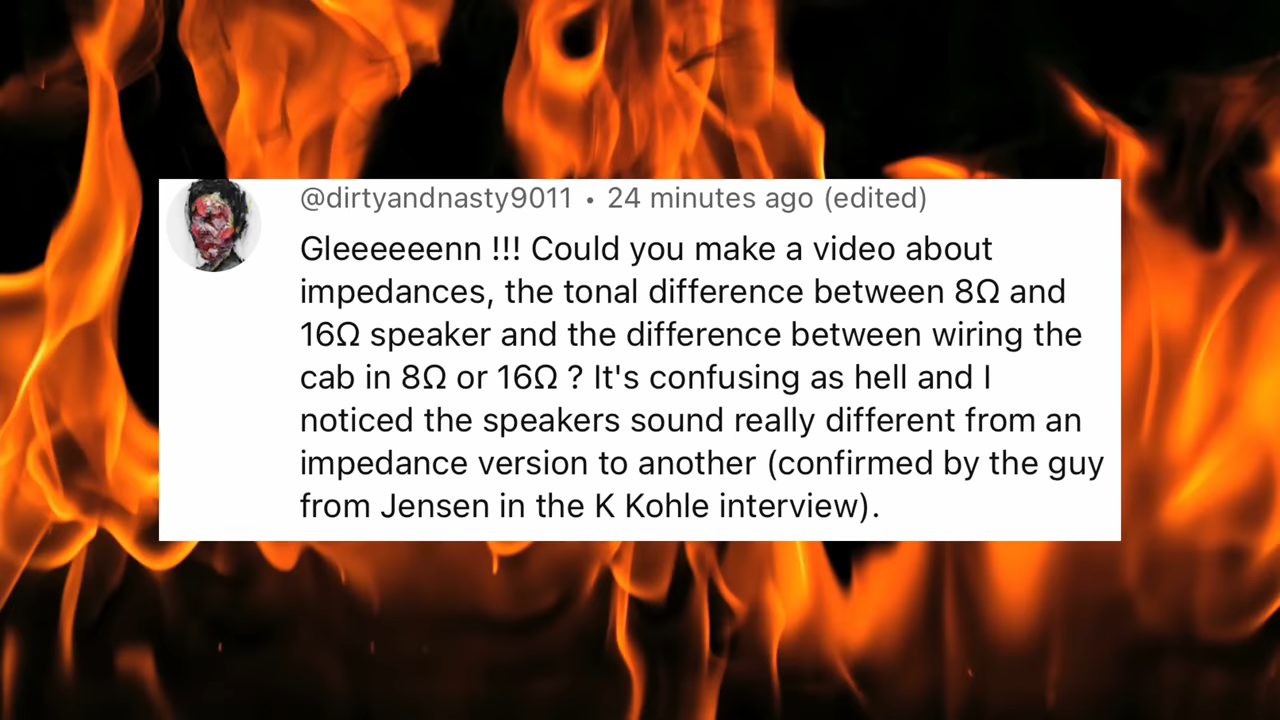 @dirtyandnasty9011 • 24 minutes ago (edited)
Gleeeeeenn !!! Could you make a video about
impedances, the tonal difference between 8Ω and
16Ω speaker and the difference between wiring the
cab in 8Ω or 16Ω ? It's confusing as hell and I
noticed the speakers sound really different from an
impedance version to another (confirmed by the guy
from Jensen in the K Kohle interview).